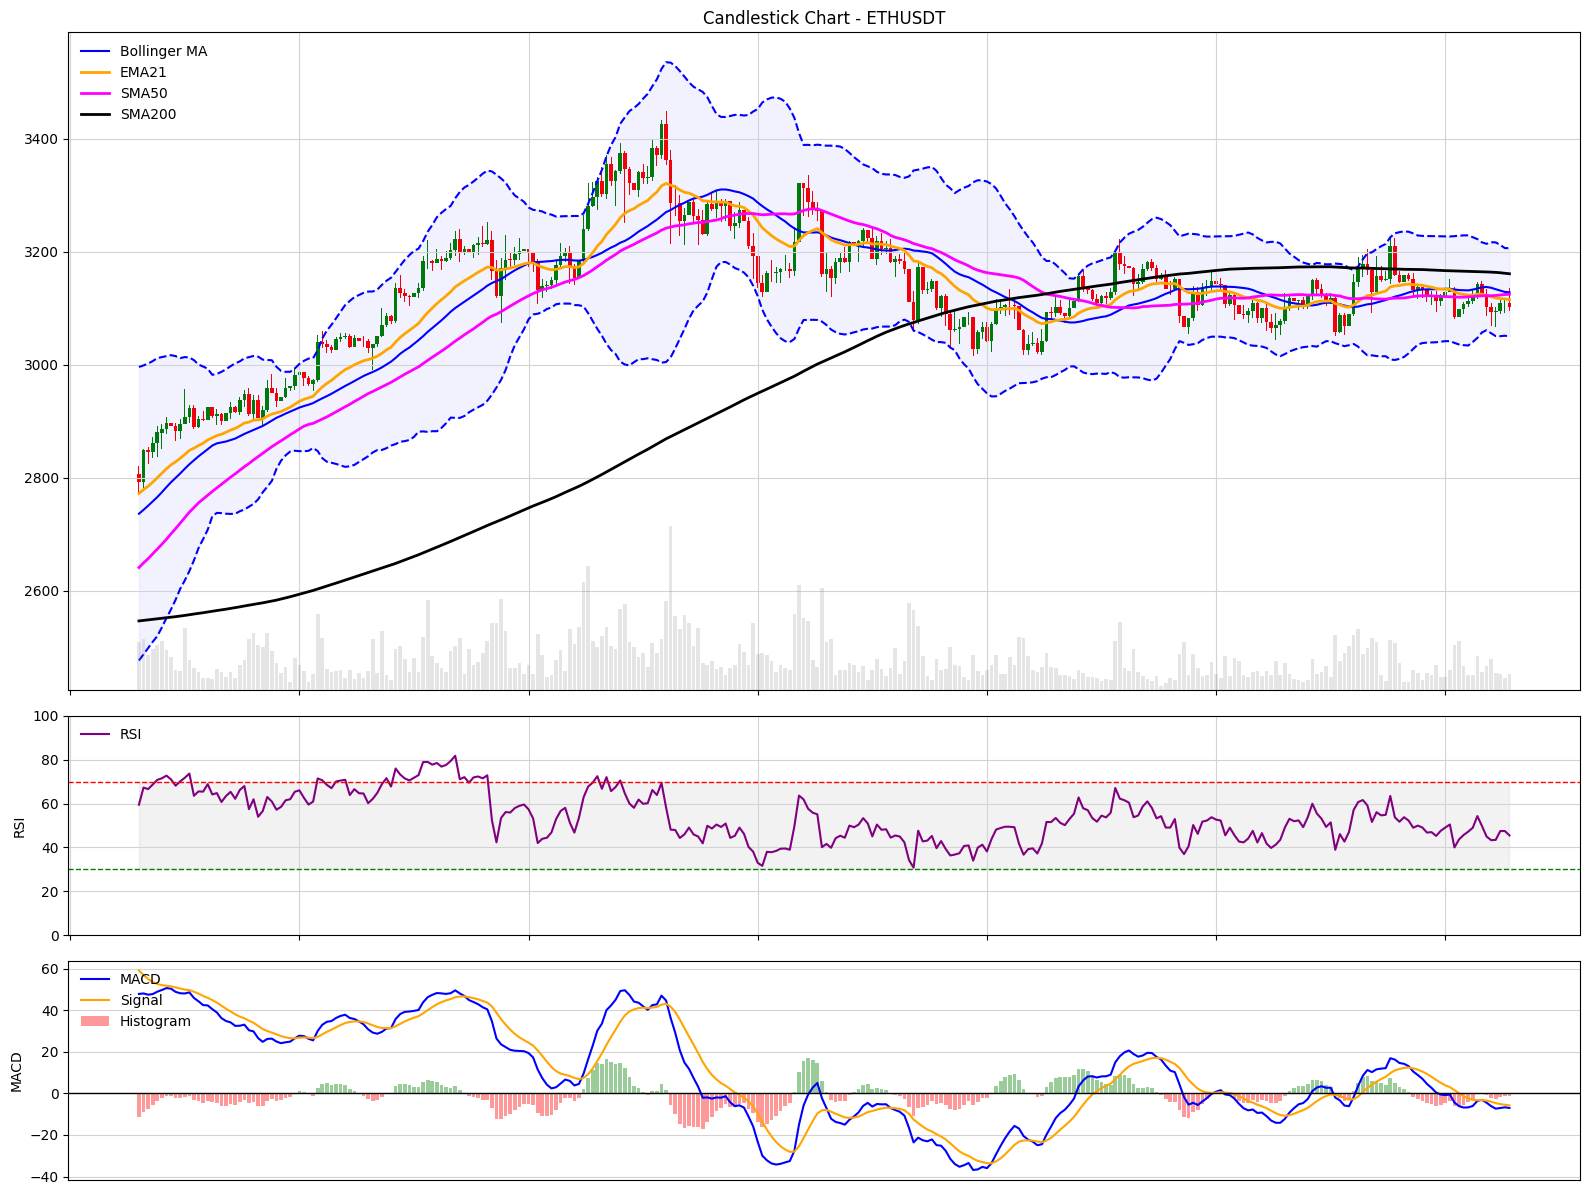 Candlestick Chart - ETHUSDT
Bollinger MA
EMA21
SMA50
SMA200
3400
3200
3000
2800
2600
RSI
100
80
60
40
20
0
RSI
MACD
Signal
Histogram
60
40
20
0
−20
−40
MACD